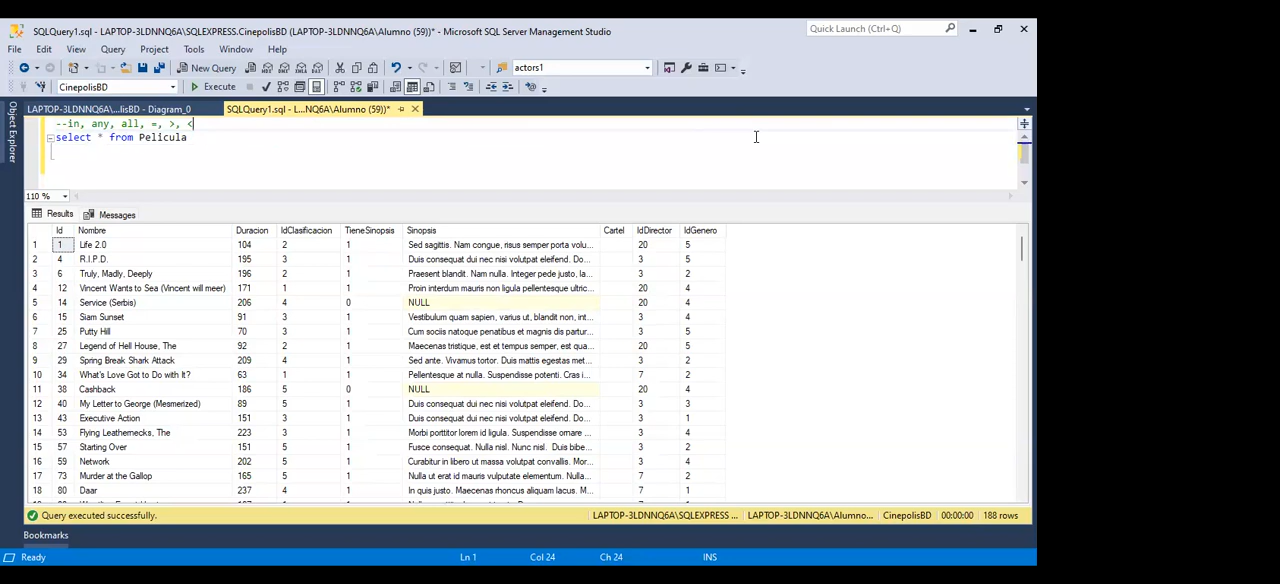 SQLQuery1.sql - LAPTOP-3LDNNQ6A\SQLEXPRESS.CinepolisBD (LAPTOP-3LDNNQ6A\Alumno (59))* - Microsoft SQL Server Management Studio
Quick Launch (Ctrl+Q)
File Edit View Query Project Tools Window Help
New Query actors1
CinepolisBD Execute
LAPTOP-3LDNNQ6A\...lisBD - Diagram_0 SQLQuery1.sql - L...NQ6A\Alumno (59))*
Object Explorer
--in, any, all, =, >, <
select * from Pelicula
110 %
Results Messages
Id Nombre Duracion IdClasificacion TieneSinopsis Sinopsis Cartel IdDirector IdGenero
1 1 Life 2.0 104 2 1 Sed sagittis. Nam congue, risus semper porta volu... 20 5
2 4 R.I.P.D. 195 3 1 Duis consequat dui nec nisi volutpat eleifend. Do... 3 5
3 6 Truly, Madly, Deeply 196 2 1 Praesent blandit. Nam nulla. Integer pede justo, la... 3 2
4 12 Vincent Wants to Sea (Vincent will meer) 171 1 1 Proin interdum mauris non ligula pellentesque ultric... 20 4
5 14 Service (Serbis) 206 4 0 NULL 20 4
6 15 Siam Sunset 91 3 1 Vestibulum quam sapien, varius ut, blandit non, int... 3 4
7 25 Putty Hill 70 1 1 Cum sociis natoque penatibus et magnis dis partur... 3 5
8 27 Legend of Hell House, The 92 2 1 Maecenas tristique, est et tempus semper, est qua... 20 5
9 29 Spring Break Shark Attack 209 4 1 Sed ante. Vivamus tortor. Duis mattis egestas met... 3 2
10 34 What's Love Got to Do with It? 63 1 1 Pellentesque at nulla. Suspendisse potenti. Cras i... 7 2
11 38 Cashback 186 5 0 NULL 20 4
12 40 My Letter to George (Mesmerized) 89 5 1 Duis consequat dui nec nisi volutpat eleifend. Do... 3 3
13 43 Executive Action 151 3 1 Duis consequat dui nec nisi volutpat eleifend. Do... 3 1
14 53 Flying Leathernecks, The 223 3 1 Morbi porttitor lorem id ligula. Suspendisse ornare ... 3 4
15 57 Starting Over 151 5 1 Fusce consequat. Nulla nisl. Nunc nisl. Duis bibe... 3 2
16 59 Network 202 5 1 Curabitur in libero ut massa volutpat convallis. Mor... 3 4
17 73 Murder at the Gallop 165 5 1 Nulla ut erat id mauris vulputate elementum. Nulla... 7 2
18 80 Daar 237 4 1 In quis justo. Maecenas rhoncus aliquam lacus. M... 7 1
Query executed successfully. LAPTOP-3LDNNQ6A\SQLEXPRESS ... LAPTOP-3LDNNQ6A\Alumno... CinepolisBD 00:00:00 188 rows
Bookmarks
Ready Ln 1 Col 24 Ch 24 INS